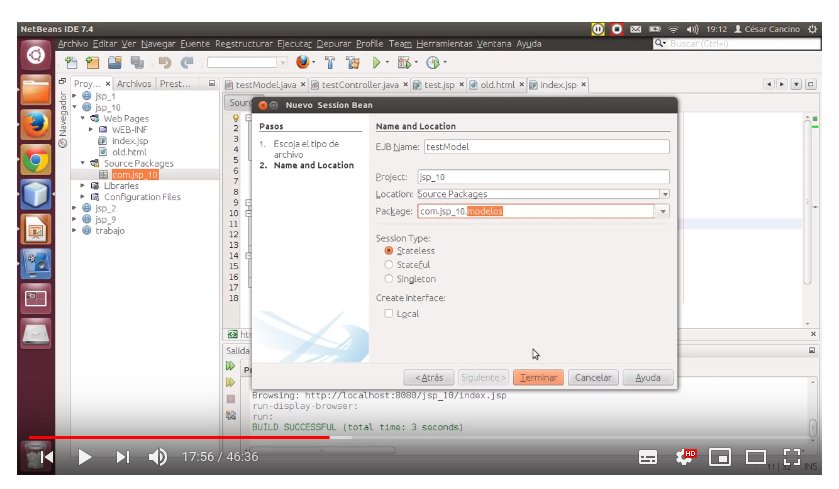 NetBeans IDE 7.4
19:12 César Cancino
Archivo Editar Ver Navegar Fuente Reestructurar Ejecutar Depurar Profile Team Herramientas Ventana Ayuda
Buscar (Ctrl+I)
Proy... × Archivos Prest...
testModel.java × testController.java × test.jsp × old.html × index.jsp ×
Navegador
jsp_1
jsp_10
Web Pages
WEB-INF
index.jsp
old.html
Source Packages
com.jsp_10
Libraries
Configuration Files
jsp_2
jsp_9
trabajo
2
3
4
5
6
7
8
9
10
11
12
13
14
15
16
17
18
Nuevo Session Bean
Pasos
1. Escoja el tipo de
archivo
2. Name and Location
Name and Location
EJB Name: testModel
Project: jsp_10
Location: Source Packages
Package: com.jsp_10.modelos
Session Type:
Stateless
Stateful
Singleton
Create Interface:
Local
< Atrás Siguiente > Terminar Cancelar Ayuda
Salida
Browsing: http://localhost:8080/jsp_10/index.jsp
run-display-browser:
run:
BUILD SUCCESSFUL (total time: 3 seconds)
17:56 / 46:36
HD
INS